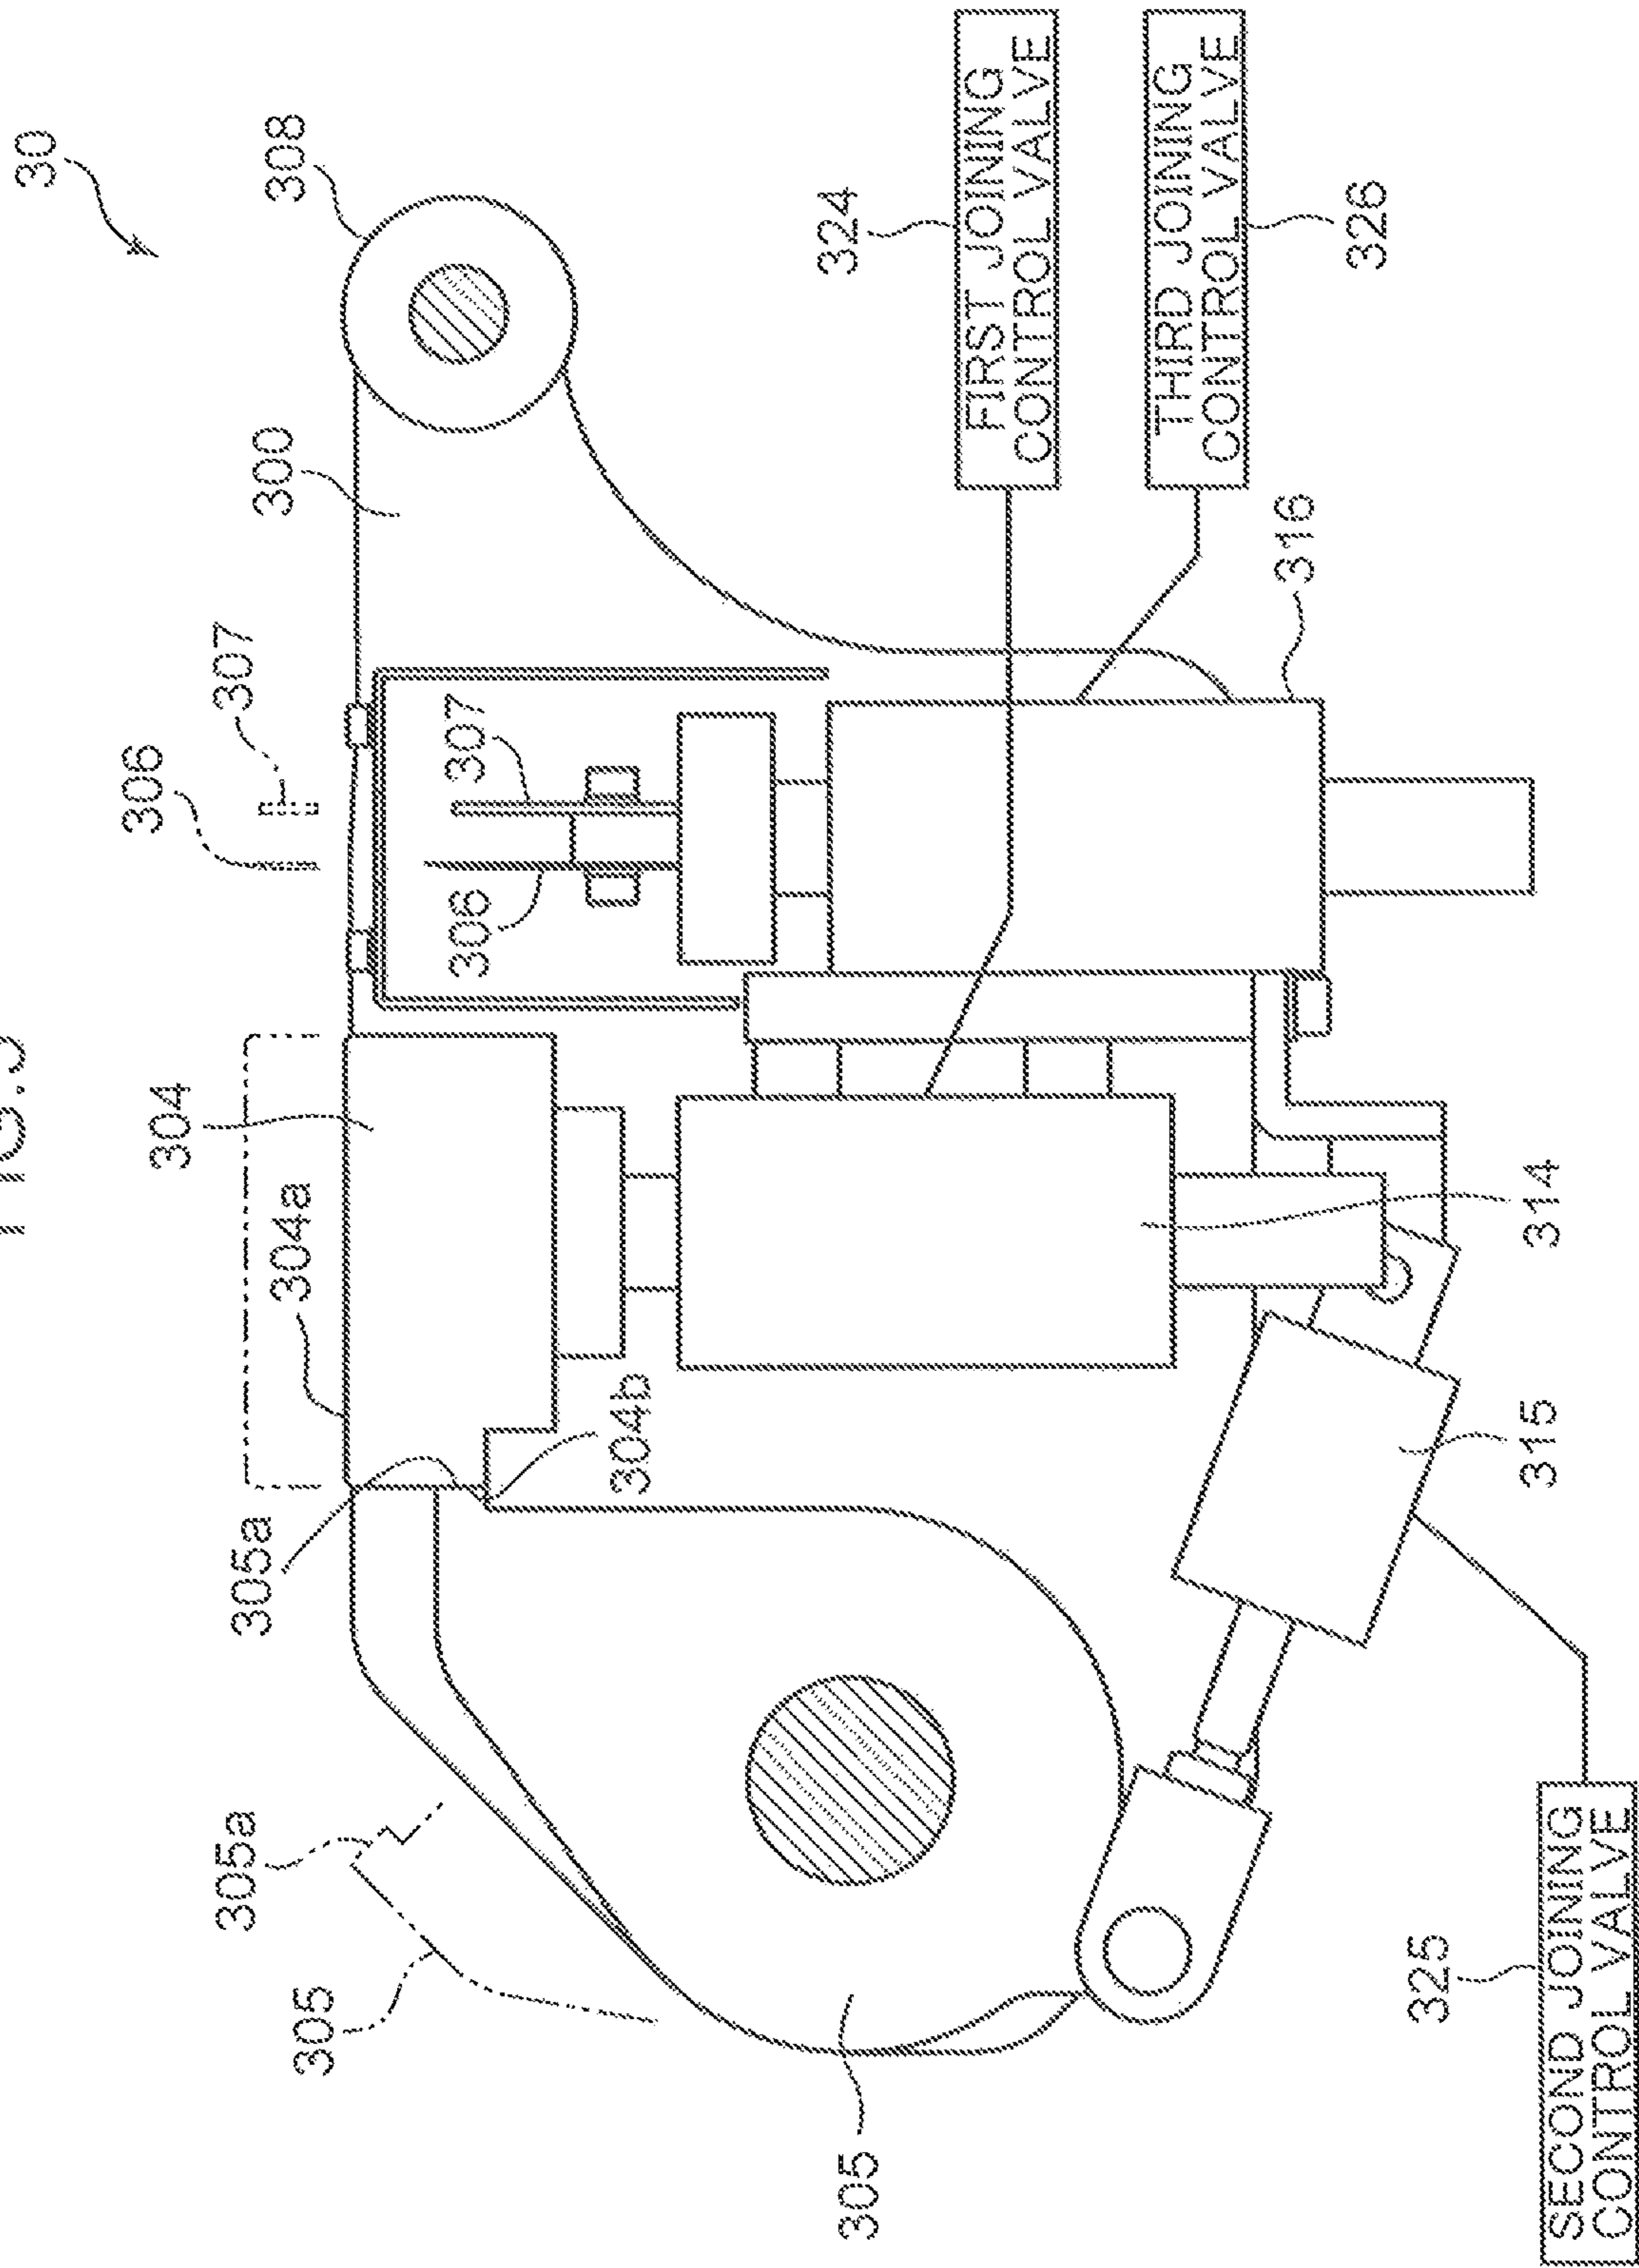 30
306
304
307
305a
305a
300
308
304a
305
307
306
304b
324
305
FIRST JOINING
CONTROL VALVE
THIRD JOINING
CONTROL VALVE
316
326
325
315
314
SECOND JOINING
CONTROL VALVE